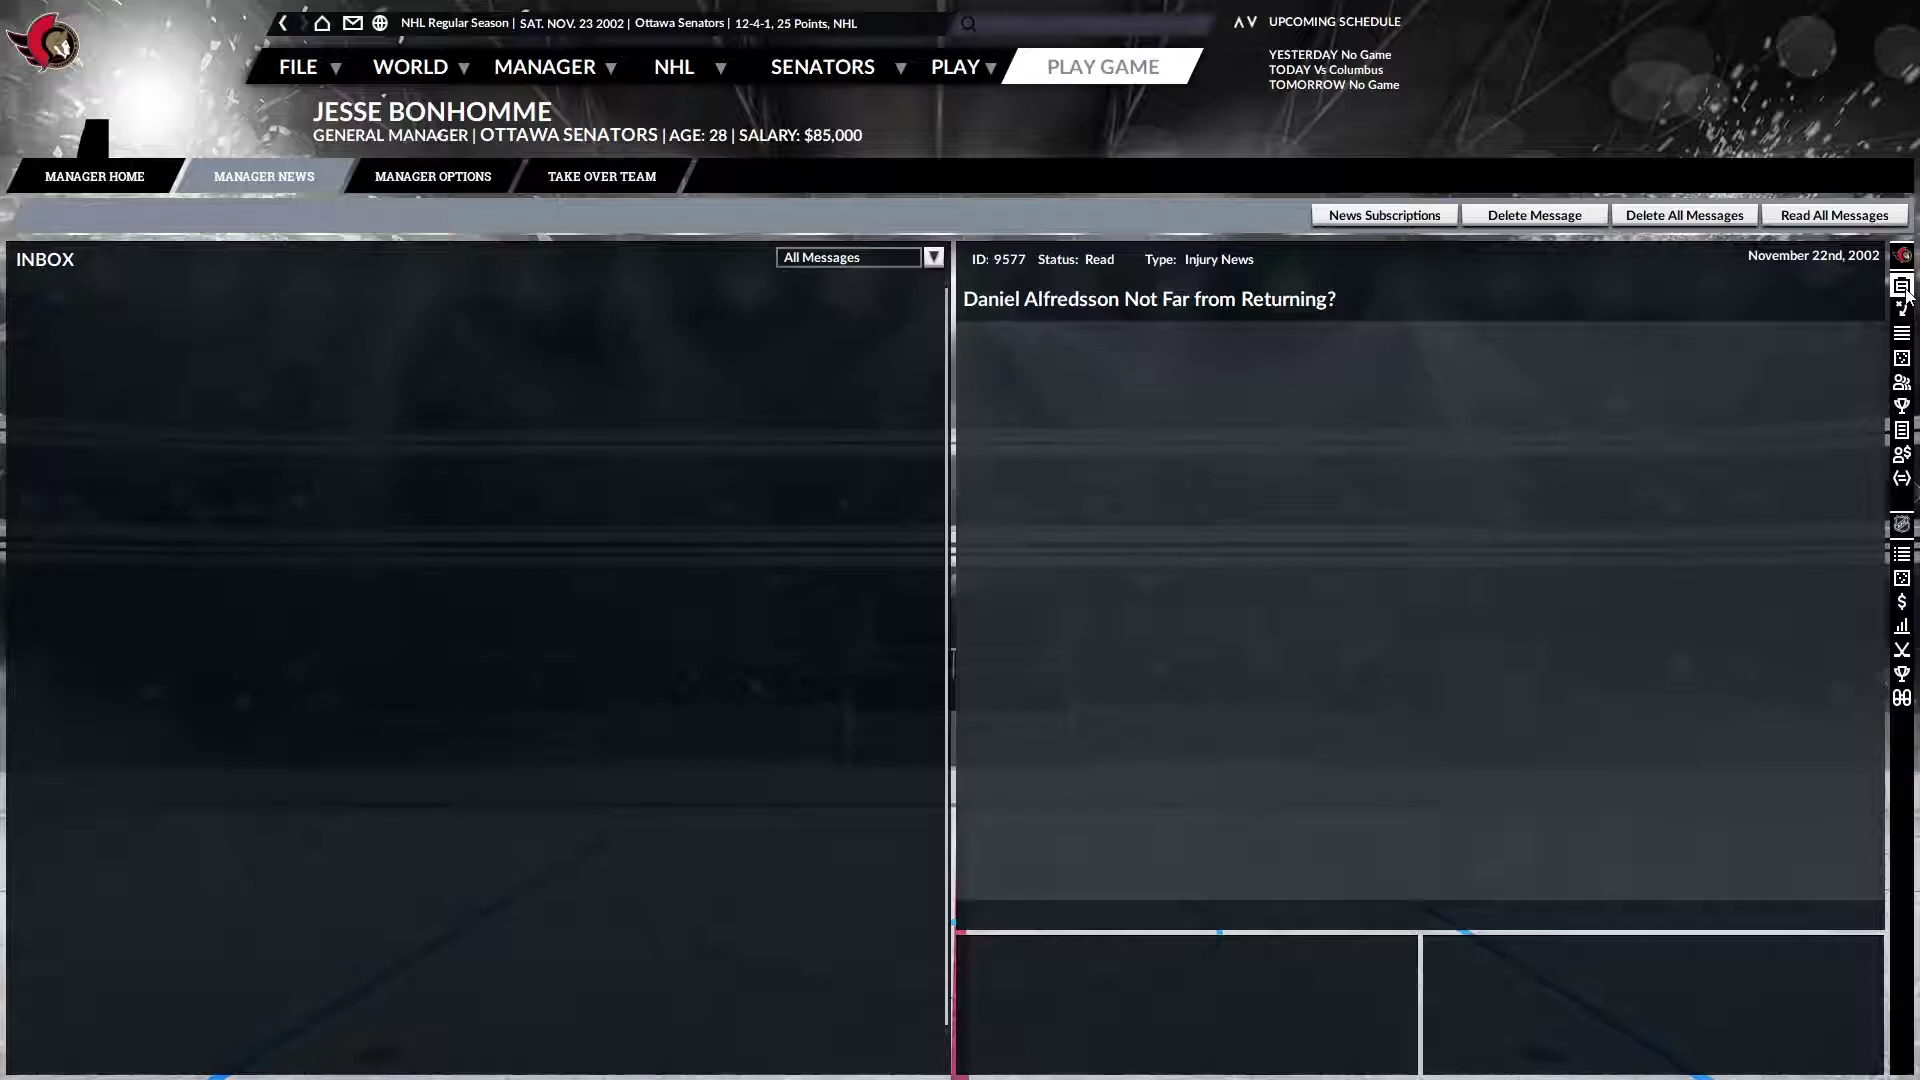 NHL Regular Season | SAT. NOV. 23 2002 | Ottawa Senators | 12-4-1, 25 Points, NHL
UPCOMING SCHEDULE
YESTERDAY No Game
TODAY Vs Columbus
TOMORROW No Game
FILE WORLD MANAGER NHL SENATORS PLAY PLAY GAME
JESSE BONHOMME
GENERAL MANAGER | OTTAWA SENATORS | AGE: 28 | SALARY: $85,000
MANAGER HOME MANAGER NEWS MANAGER OPTIONS TAKE OVER TEAM
News Subscriptions Delete Message Delete All Messages Read All Messages
INBOX All Messages
ID: 9577 Status: Read Type: Injury News November 22nd, 2002
Daniel Alfredsson Not Far from Returning?